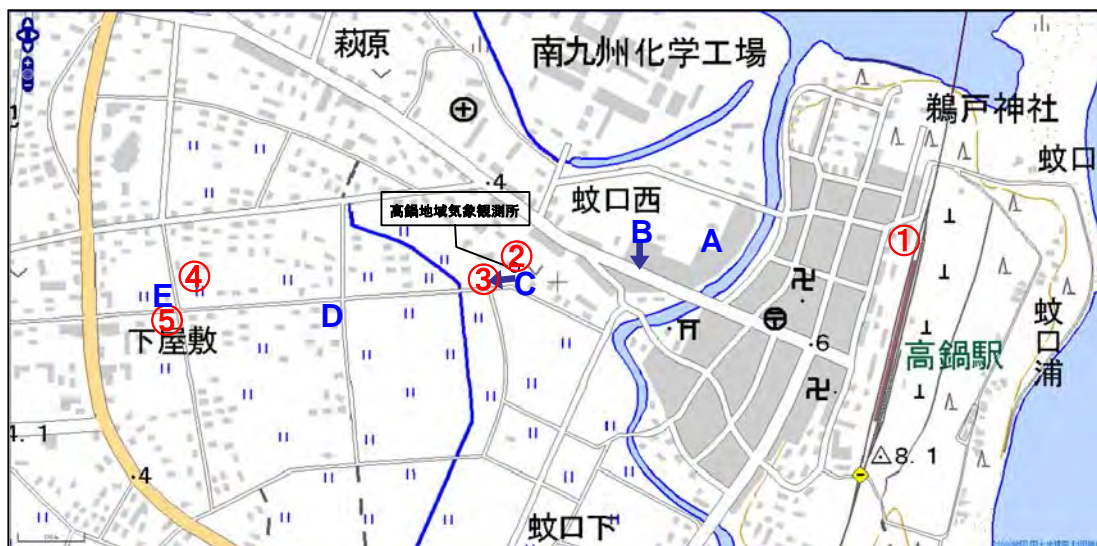 萩原
南九州化学工場
鵜戸神社
蚊口
・4
蚊口西
高鍋地域気象観測所
B
A
①
②
③
C
④
E
⑤
D
下屋敷
高鍋駅
蚊口浦
・6
4.1
・4
△8.1
蚊口下